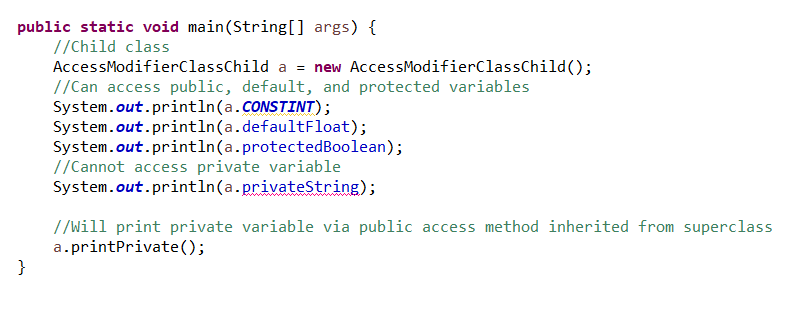 public static void main(String[] args) {
//Child class
AccessModifierClassChild a = new AccessModifierClassChild();
//Can access public, default, and protected variables
System.out.println(a.CONSTINT);
System.out.println(a.defaultFloat);
System.out.println(a.protectedBoolean);
//Cannot access private variable
System.out.println(a.privateString);
//Will print private variable via public access method inherited from superclass
a.printPrivate();
}